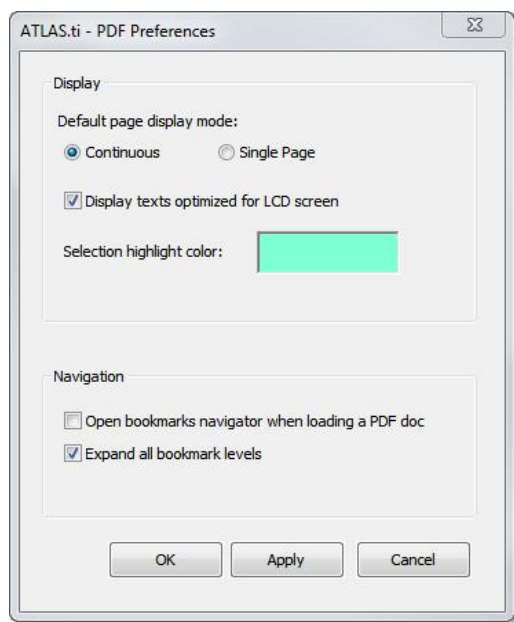 ATLAS.ti - PDF Preferences
Display
Default page display mode:
Continuous Single Page
Display texts optimized for LCD screen
Selection highlight color:
Navigation
Open bookmarks navigator when loading a PDF doc
Expand all bookmark levels
OK Apply Cancel